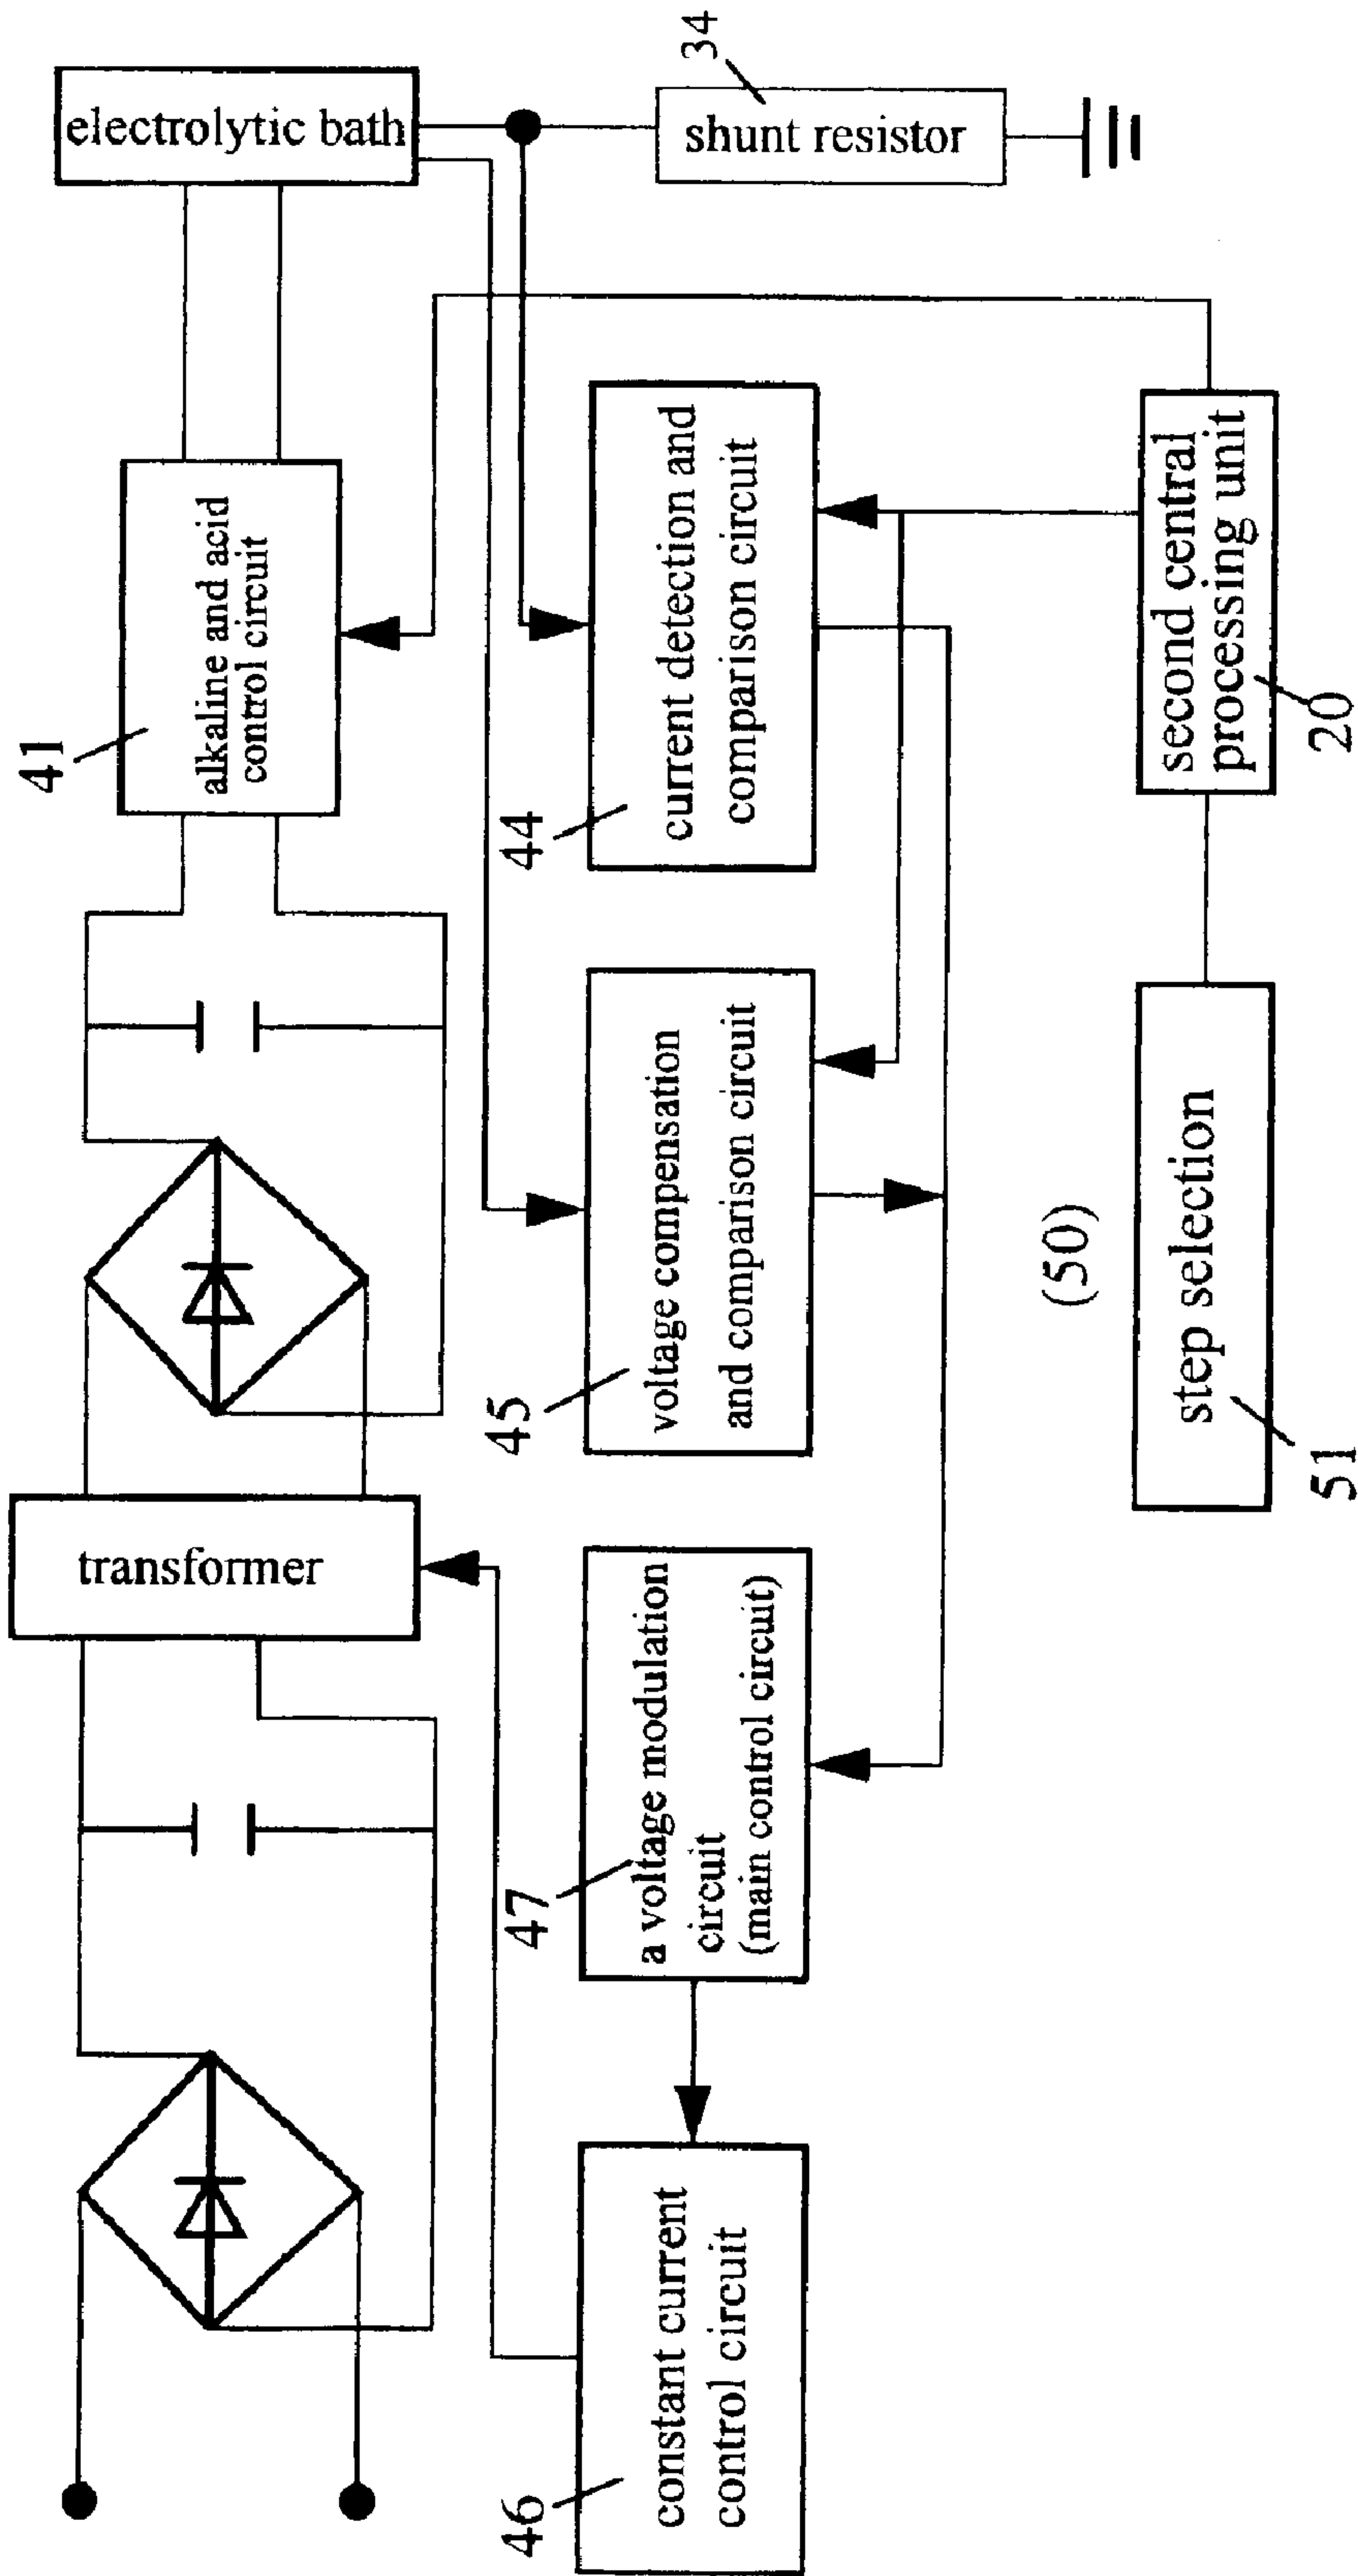 transformer
41
alkaline and acid
control circuit
electrolytic bath
46
constant current
control circuit
47
a voltage modulation
circuit
(main control circuit)
45
voltage compensation
and comparison circuit
44
current detection and
comparison circuit
34
shunt resistor
(50)
step selection
51
second central
processing unit
20